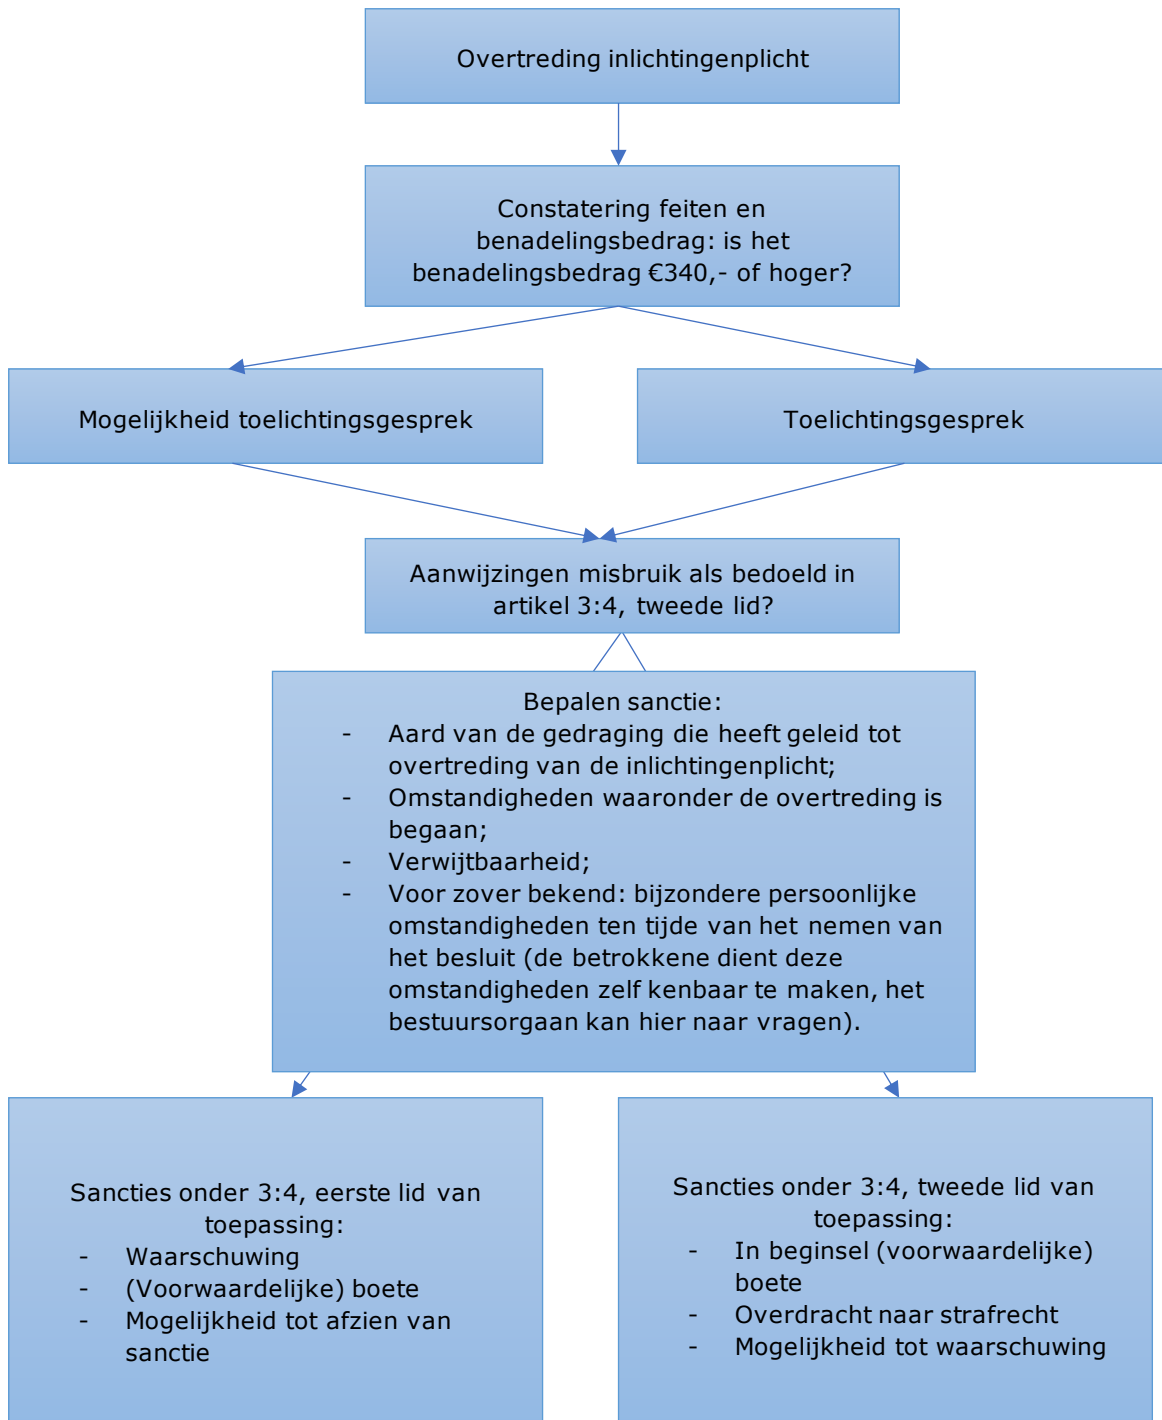 Overtreding inlichtingenplicht
Constatering feiten en
benadelingsbedrag: is het
benadelingsbedrag €340,- of hoger?
Mogelijkheid toelichtingsgesprek
Toelichtingsgesprek
Aanwijzingen misbruik als bedoeld in
artikel 3:4, tweede lid?
Bepalen sanctie:
- Aard van de gedraging die heeft geleid tot
overtreding van de inlichtingenplicht;
- Omstandigheden waaronder de overtreding is
begaan;
- Verwijtbaarheid;
- Voor zover bekend: bijzondere persoonlijke
omstandigheden ten tijde van het nemen van
het besluit (de betrokkene dient deze
omstandigheden zelf kenbaar te maken, het
bestuursorgaan kan hier naar vragen).
Sancties onder 3:4, eerste lid van
toepassing:
- Waarschuwing
- (Voorwaardelijke) boete
- Mogelijkheid tot afzien van
sanctie
Sancties onder 3:4, tweede lid van
toepassing:
- In beginsel (voorwaardelijke)
boete
- Overdracht naar strafrecht
- Mogelijkheid tot waarschuwing